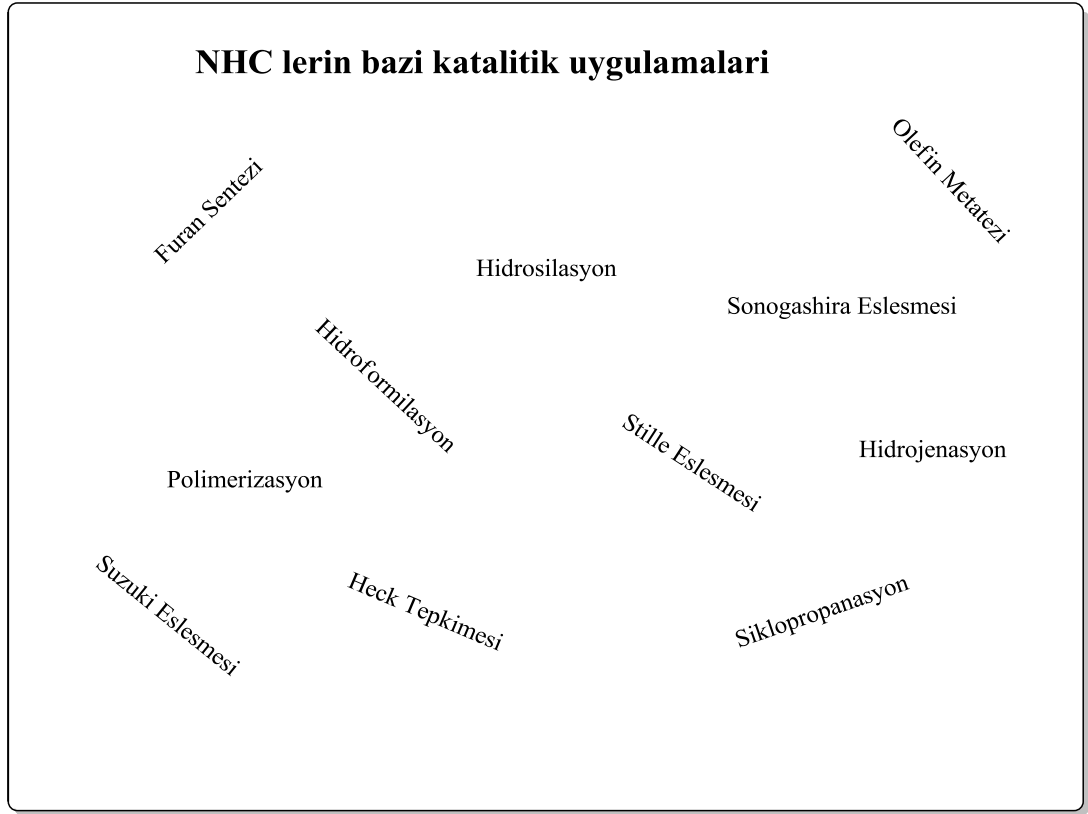 NHC lerin bazi katalitik uygulamalari
Olefin Metatezi
Furan Sentezi
Hidrosilasyon
Sonogashira Eslesmesi
Hidroformilasyon
Stille Eslesmesi
Hidrojenasyon
Polimerizasyon
Suzuki Eslesmesi
Heck Tepkimesi
Siklopropanasyon